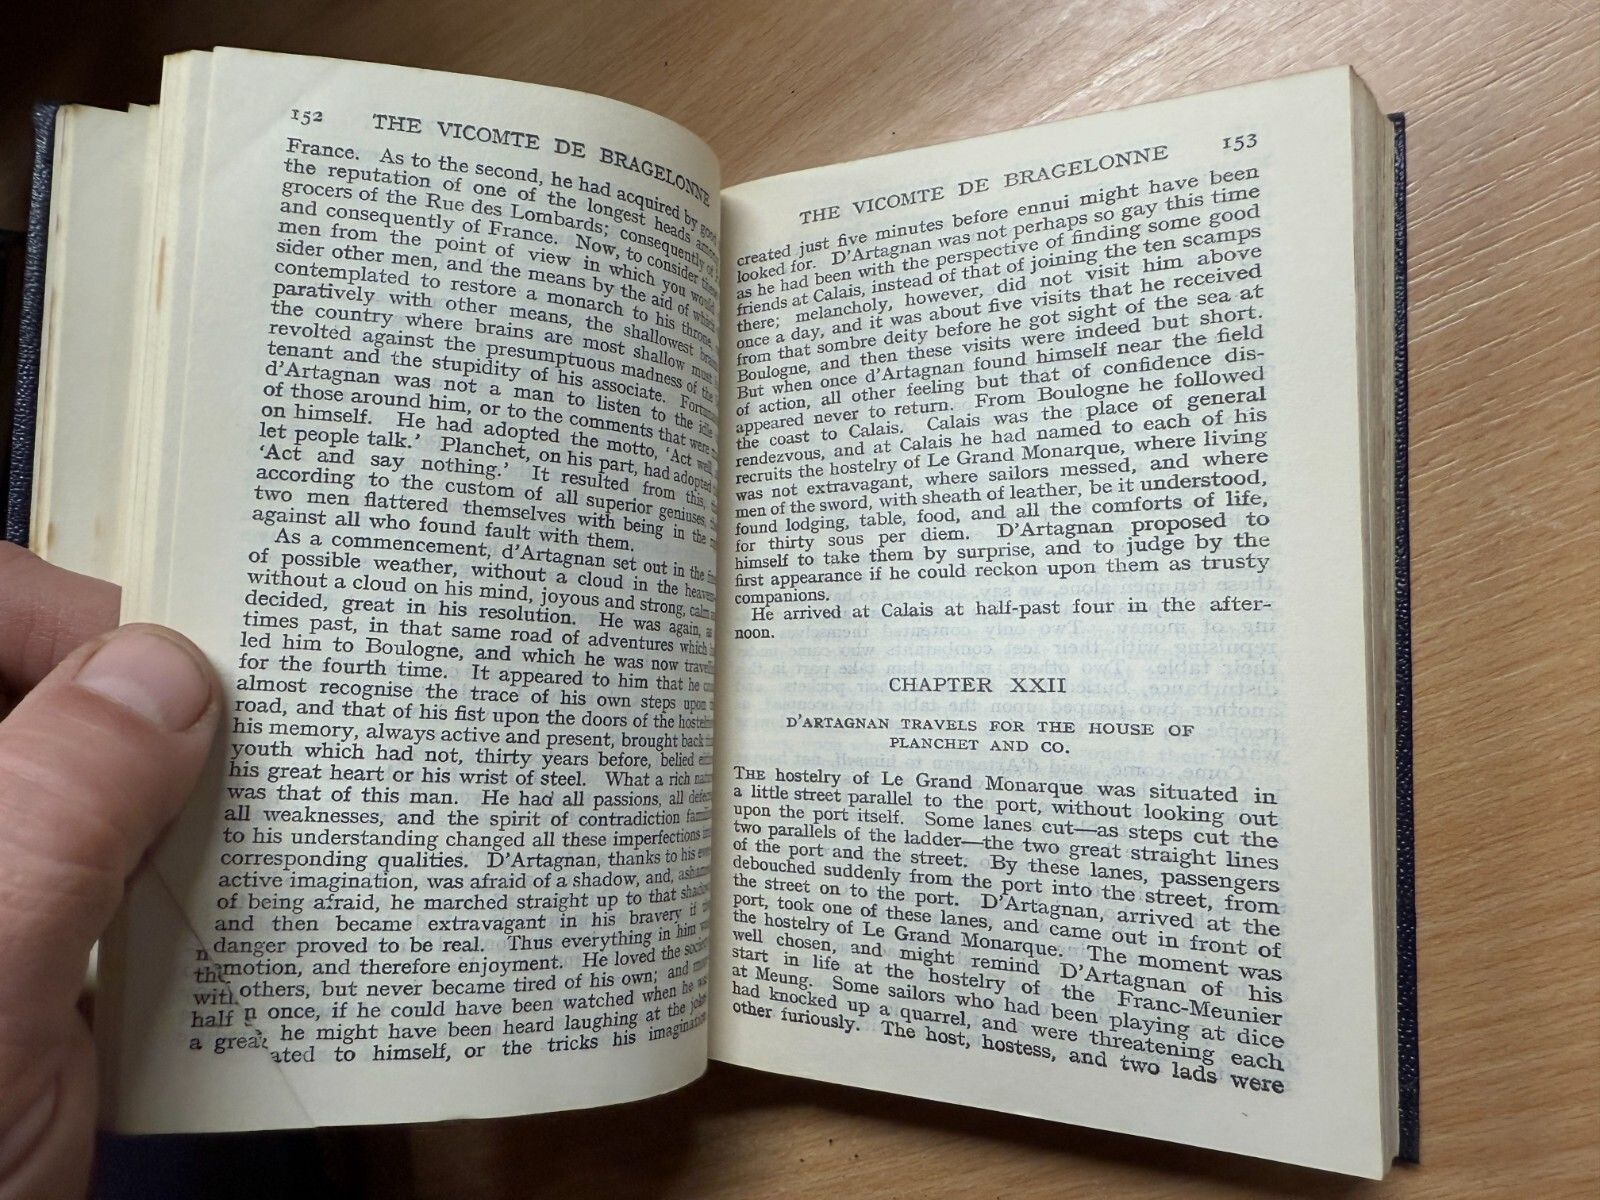 152 THE VICOMTE DE BRAGELONNE
France. As to the second, he had acquired by good
the reputation of one of the longest heads among
grocers of the Rue des Lombards; consequently of
and consequently of France. Now, to consider these
men from the point of view in which you would
sider other men, and the means by the aid of which
contemplated to restore a monarch to his throne,
paratively with other means, the shallowest brains
the country where brains are most shallow must
revolted against the presumptuous madness of the
tenant and the stupidity of his associate.
d'Artagnan was not a man to listen to the idle
of those around him, or to the comments that were
on himself. He had adopted the motto, 'Act well,
let people talk.' Planchet, on his part, had adopted
'Act and say nothing.' It resulted from this,
according to the custom of all superior geniuses,
two men flattered themselves with being in the
against all who found fault with them.
As a commencement, d'Artagnan set out in the
of possible weather, without a cloud in the
without a cloud on his mind, joyous and strong, calm
decided, great in his resolution. He was again,
times past, in that same road of adventures which
led him to Boulogne, and which he was now
for the fourth time. It appeared to him that he
almost recognise the trace of his own steps upon
road, and that of his fist upon the doors of the
his memory, always active and present, brought back
youth which had not, thirty years before, belied
his great heart or his wrist of steel. What a rich
was that of this man. He had all passions, all
all weaknesses, and the spirit of contradiction
to his understanding changed all these imperfections
corresponding qualities. D'Artagnan, thanks to his
active imagination, was afraid of a shadow, and,
of being afraid, he marched straight up to that
and then became extravagant in his bravery if
danger proved to be real. Thus everything in him
emotion, and therefore enjoyment. He loved the
others, but never became tired of his own; and
once, if he could have been watched when he
he might have been heard laughing at the
to himself, or the tricks his
half
THE VICOMTE DE BRAGELONNE 153
created just five minutes before ennui might have been
looked for. D'Artagnan was not perhaps so gay this time
as he had been with the perspective of finding some good
friends at Calais, instead of that of joining the ten scamps
there; melancholy, however, did not visit him above
once a day, and it was about five visits that he received
from that sombre deity before he got sight of the sea at
Boulogne, and then these visits were indeed but short.
But when once d'Artagnan found himself near the field
of action, all other feeling but that of confidence dis-
appeared never to return. From Boulogne he followed
the coast to Calais. Calais was the place of general
rendezvous, and at Calais he had named to each of his
recruits the hostelry of Le Grand Monarque, where living
was not extravagant, where sailors messed, and where
men of the sword, with sheath of leather, be it understood,
found lodging, table, food, and all the comforts of life,
for thirty sous per diem. D'Artagnan proposed to
himself to take them by surprise, and to judge by the
first appearance if he could reckon upon them as trusty
companions.
He arrived at Calais at half-past four in the after-
noon.
CHAPTER XXII
D'ARTAGNAN TRAVELS FOR THE HOUSE OF
PLANCHET AND CO.
THE hostelry of Le Grand Monarque was situated in
a little street parallel to the port, without looking out
upon the port itself. Some lanes cut—as steps cut the
two parallels of the ladder—the two great straight lines
of the port and the street. By these lanes, passengers
debouched suddenly from the port into the street, from
the street on to the port. D'Artagnan, arrived at the
port, took one of these lanes, and came out in front of
the hostelry of Le Grand Monarque. The moment was
well chosen, and might remind D'Artagnan of his
start in life at the hostelry of the Franc-Meunier
at Meung. Some sailors who had been playing at dice
had knocked up a quarrel, and were threatening each
other furiously. The host, hostess, and two lads were